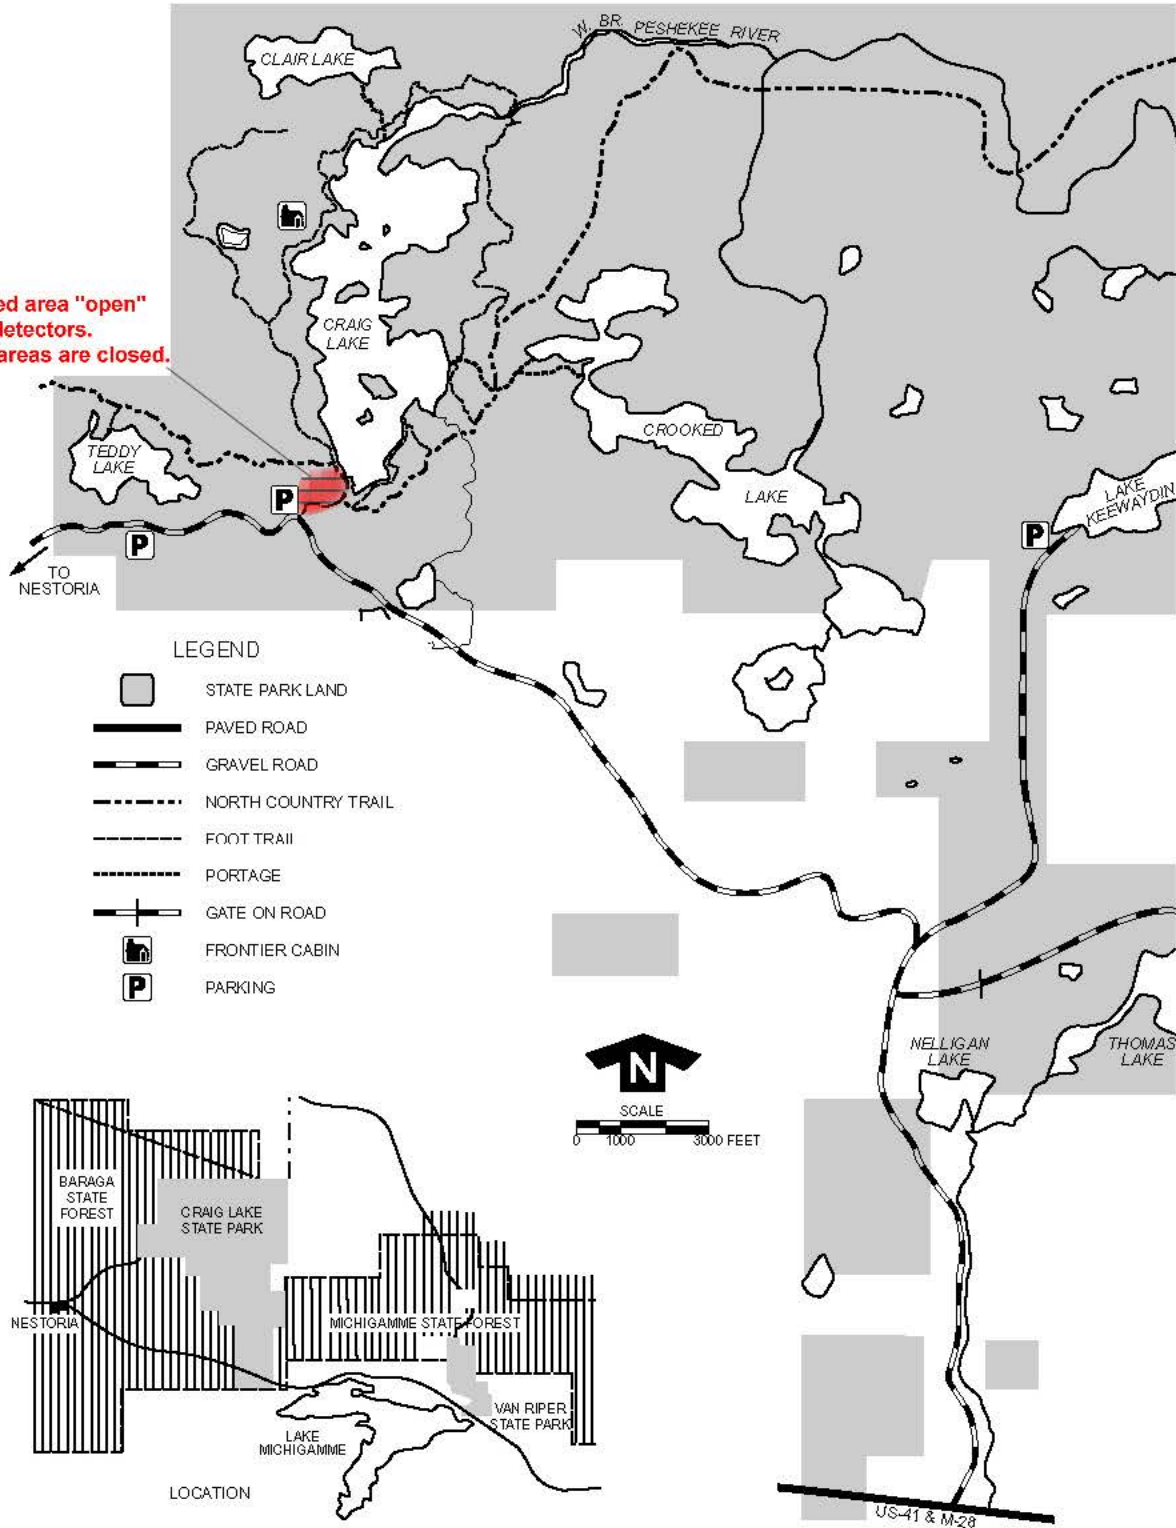 W. BR. PESHEKEE RIVER
CLAIR LAKE
ed area "open"
detectors.
areas are closed.
CRAIG
LAKE
TEDDY
LAKE
CROOKED
LAKE
LAKE
KEEWAYDIN
P
P
P
TO
NESTORIA
LEGEND
STATE PARK LAND
PAVED ROAD
GRAVEL ROAD
NORTH COUNTRY TRAIL
FOOT TRAIL
PORTAGE
GATE ON ROAD
FRONTIER CABIN
P PARKING
NELLIGAN
LAKE
THOMAS
LAKE
N
SCALE
0 1000 3000 FEET
BARAGA
STATE
FOREST
CRAIG LAKE
STATE PARK
NESTORIA
MICHIGAMME STATE FOREST
VAN RIPER
STATE PARK
LAKE
MICHIGAMME
LOCATION
US-41 & M-28